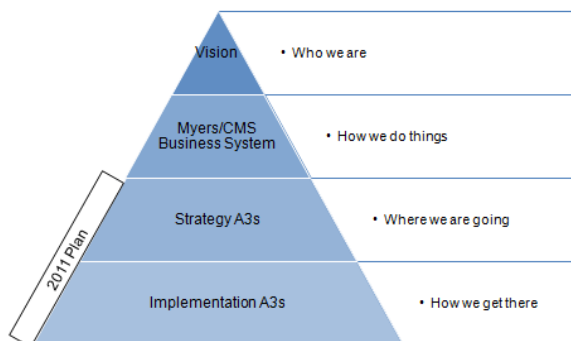 Vision
• Who we are
Myers/CMS
Business System
• How we do things
Strategy A3s
• Where we are going
Implementation A3s
• How we get there
2011 Plan